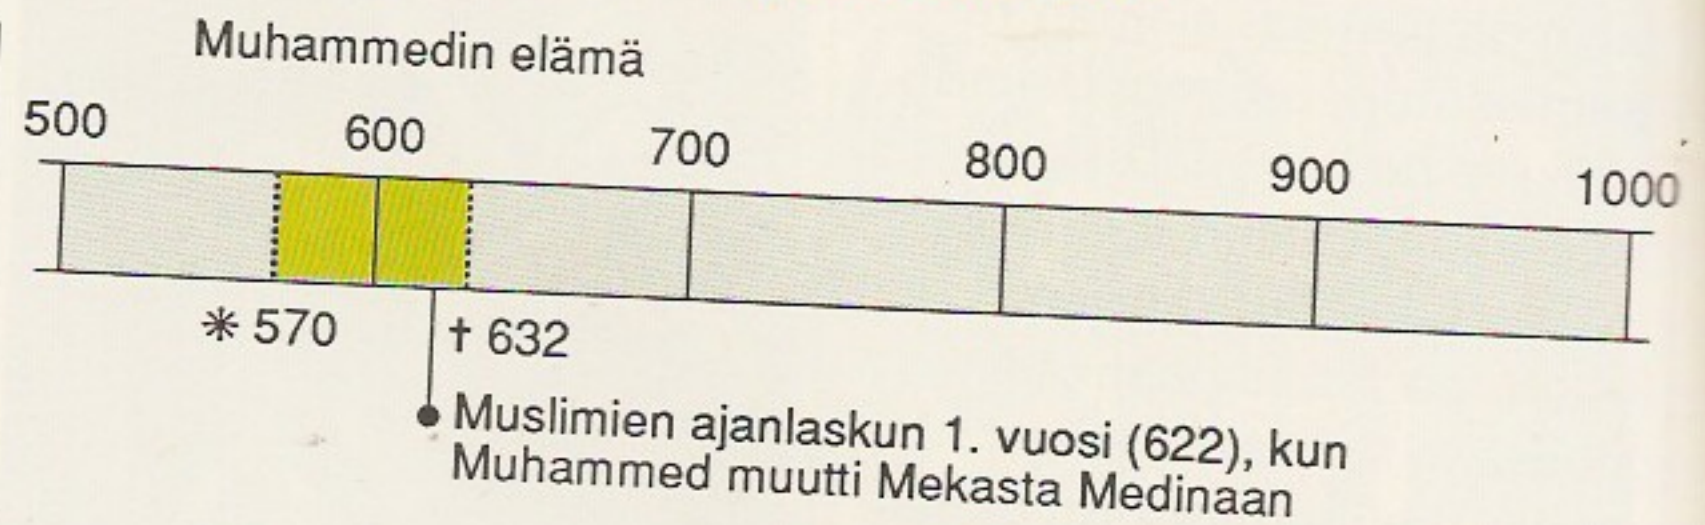 Muhammedin elämä
500 600 700 800 900 1000
* 570 † 632
Muslimien ajanlaskun 1. vuosi (622), kun
Muhammed muutti Mekasta Medinaan